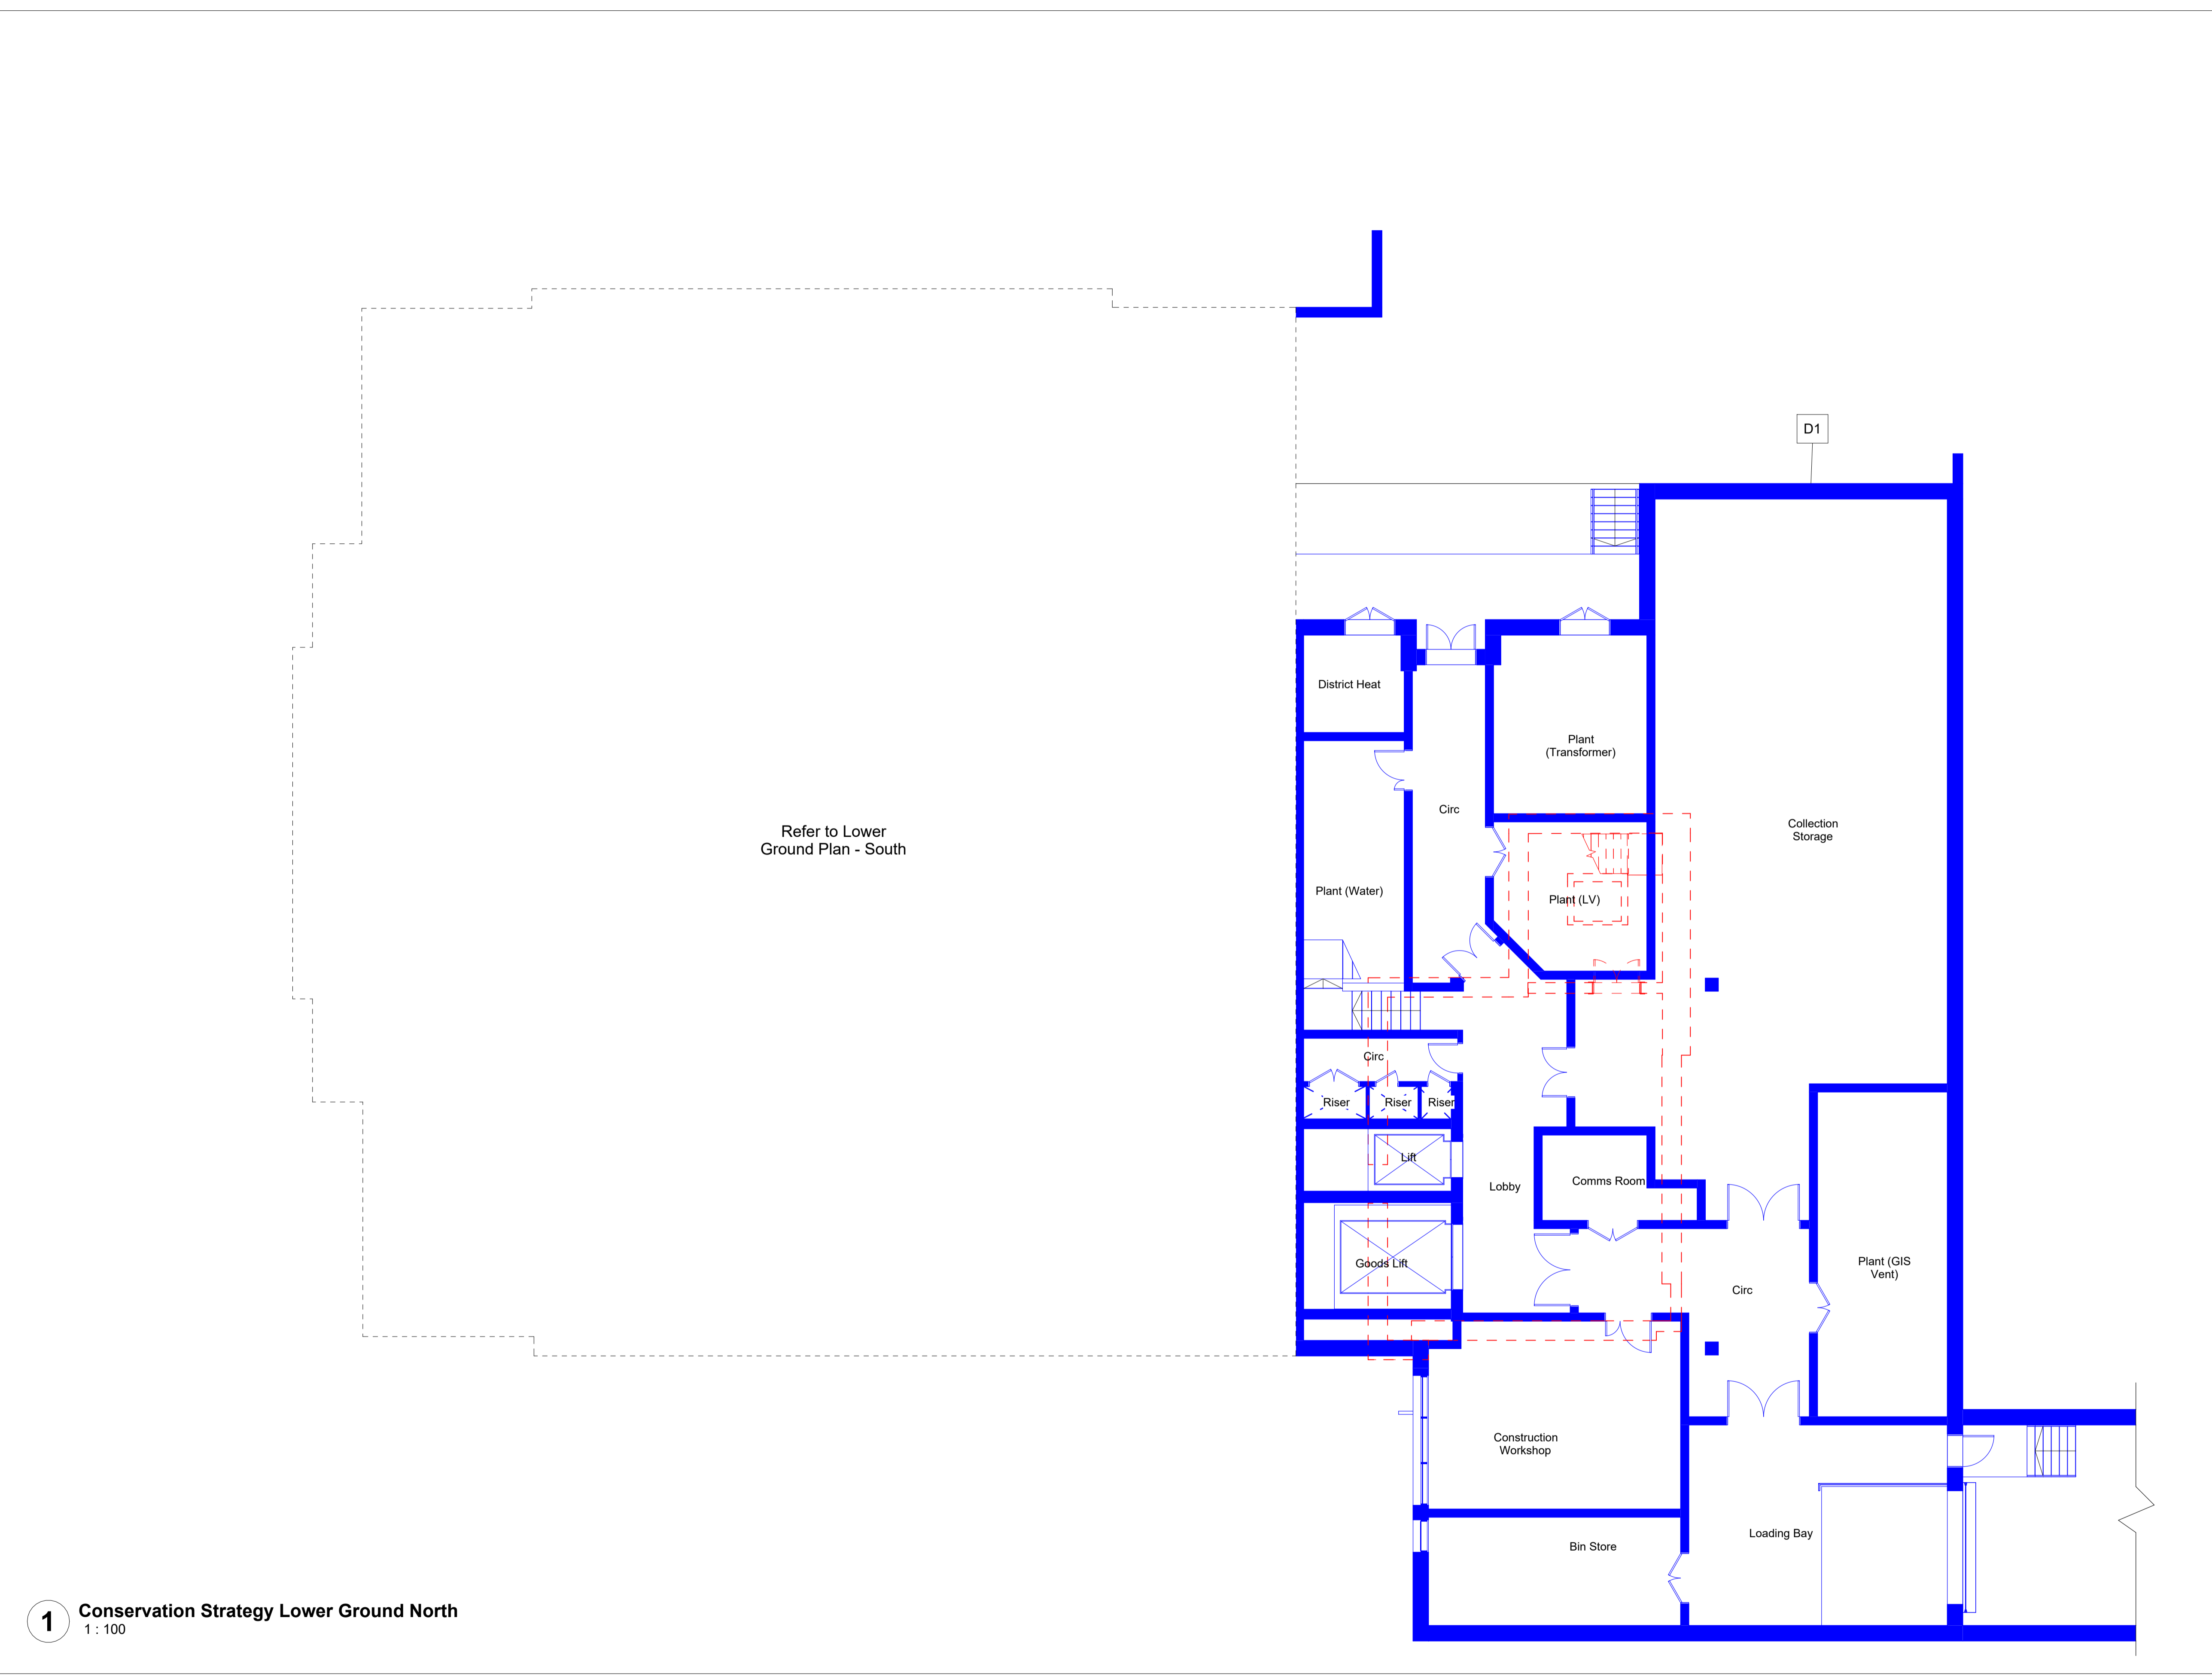 D1
District Heat
Plant
(Transformer)
Circ
Collection
Storage
Refer to Lower
Ground Plan - South
Plant (Water)
Plant (LV)
Circ
Riser
Riser
Riser
Lift
Lobby
Comms Room
Goods Lift
Plant (GIS
Vent)
Circ
Construction
Workshop
Loading Bay
Bin Store
1
Conservation Strategy Lower Ground North
1 : 100